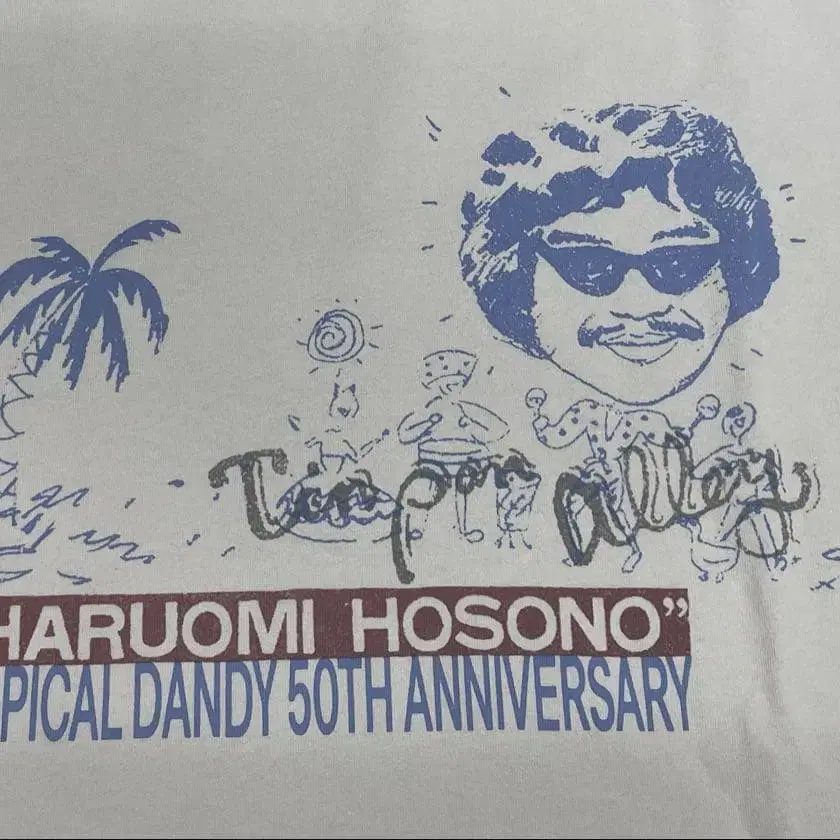 Tin pan alley
HARUOMI HOSONO”
PICAL DANDY 50TH ANNIVERSARY